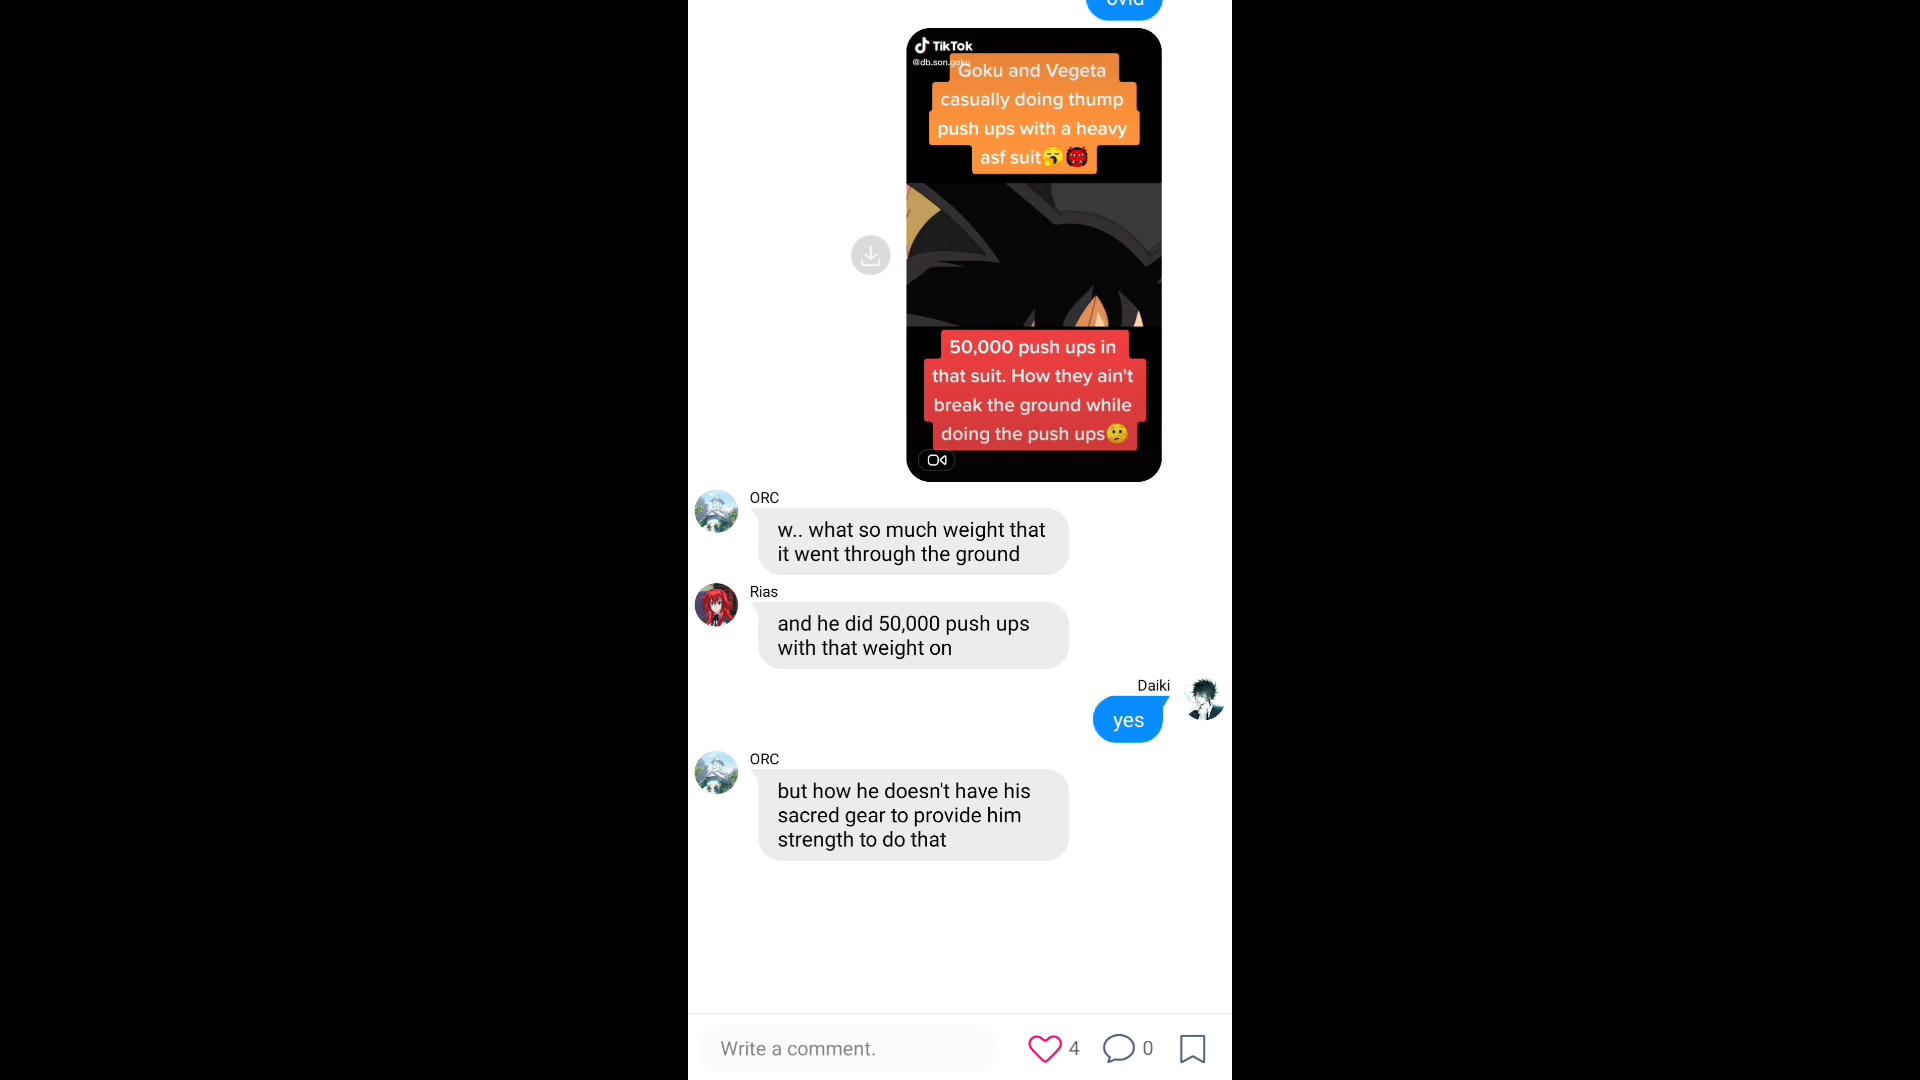 ovid
TikTok
@db.son.goku
Goku and Vegeta
casually doing thump
push ups with a heavy
asf suit🥱👹
50,000 push ups in
that suit. How they ain't
break the ground while
doing the push ups🤨
ORC
w.. what so much weight that
it went through the ground
Rias
and he did 50,000 push ups
with that weight on
Daiki
yes
ORC
but how he doesn't have his
sacred gear to provide him
strength to do that
Write a comment.
4
0